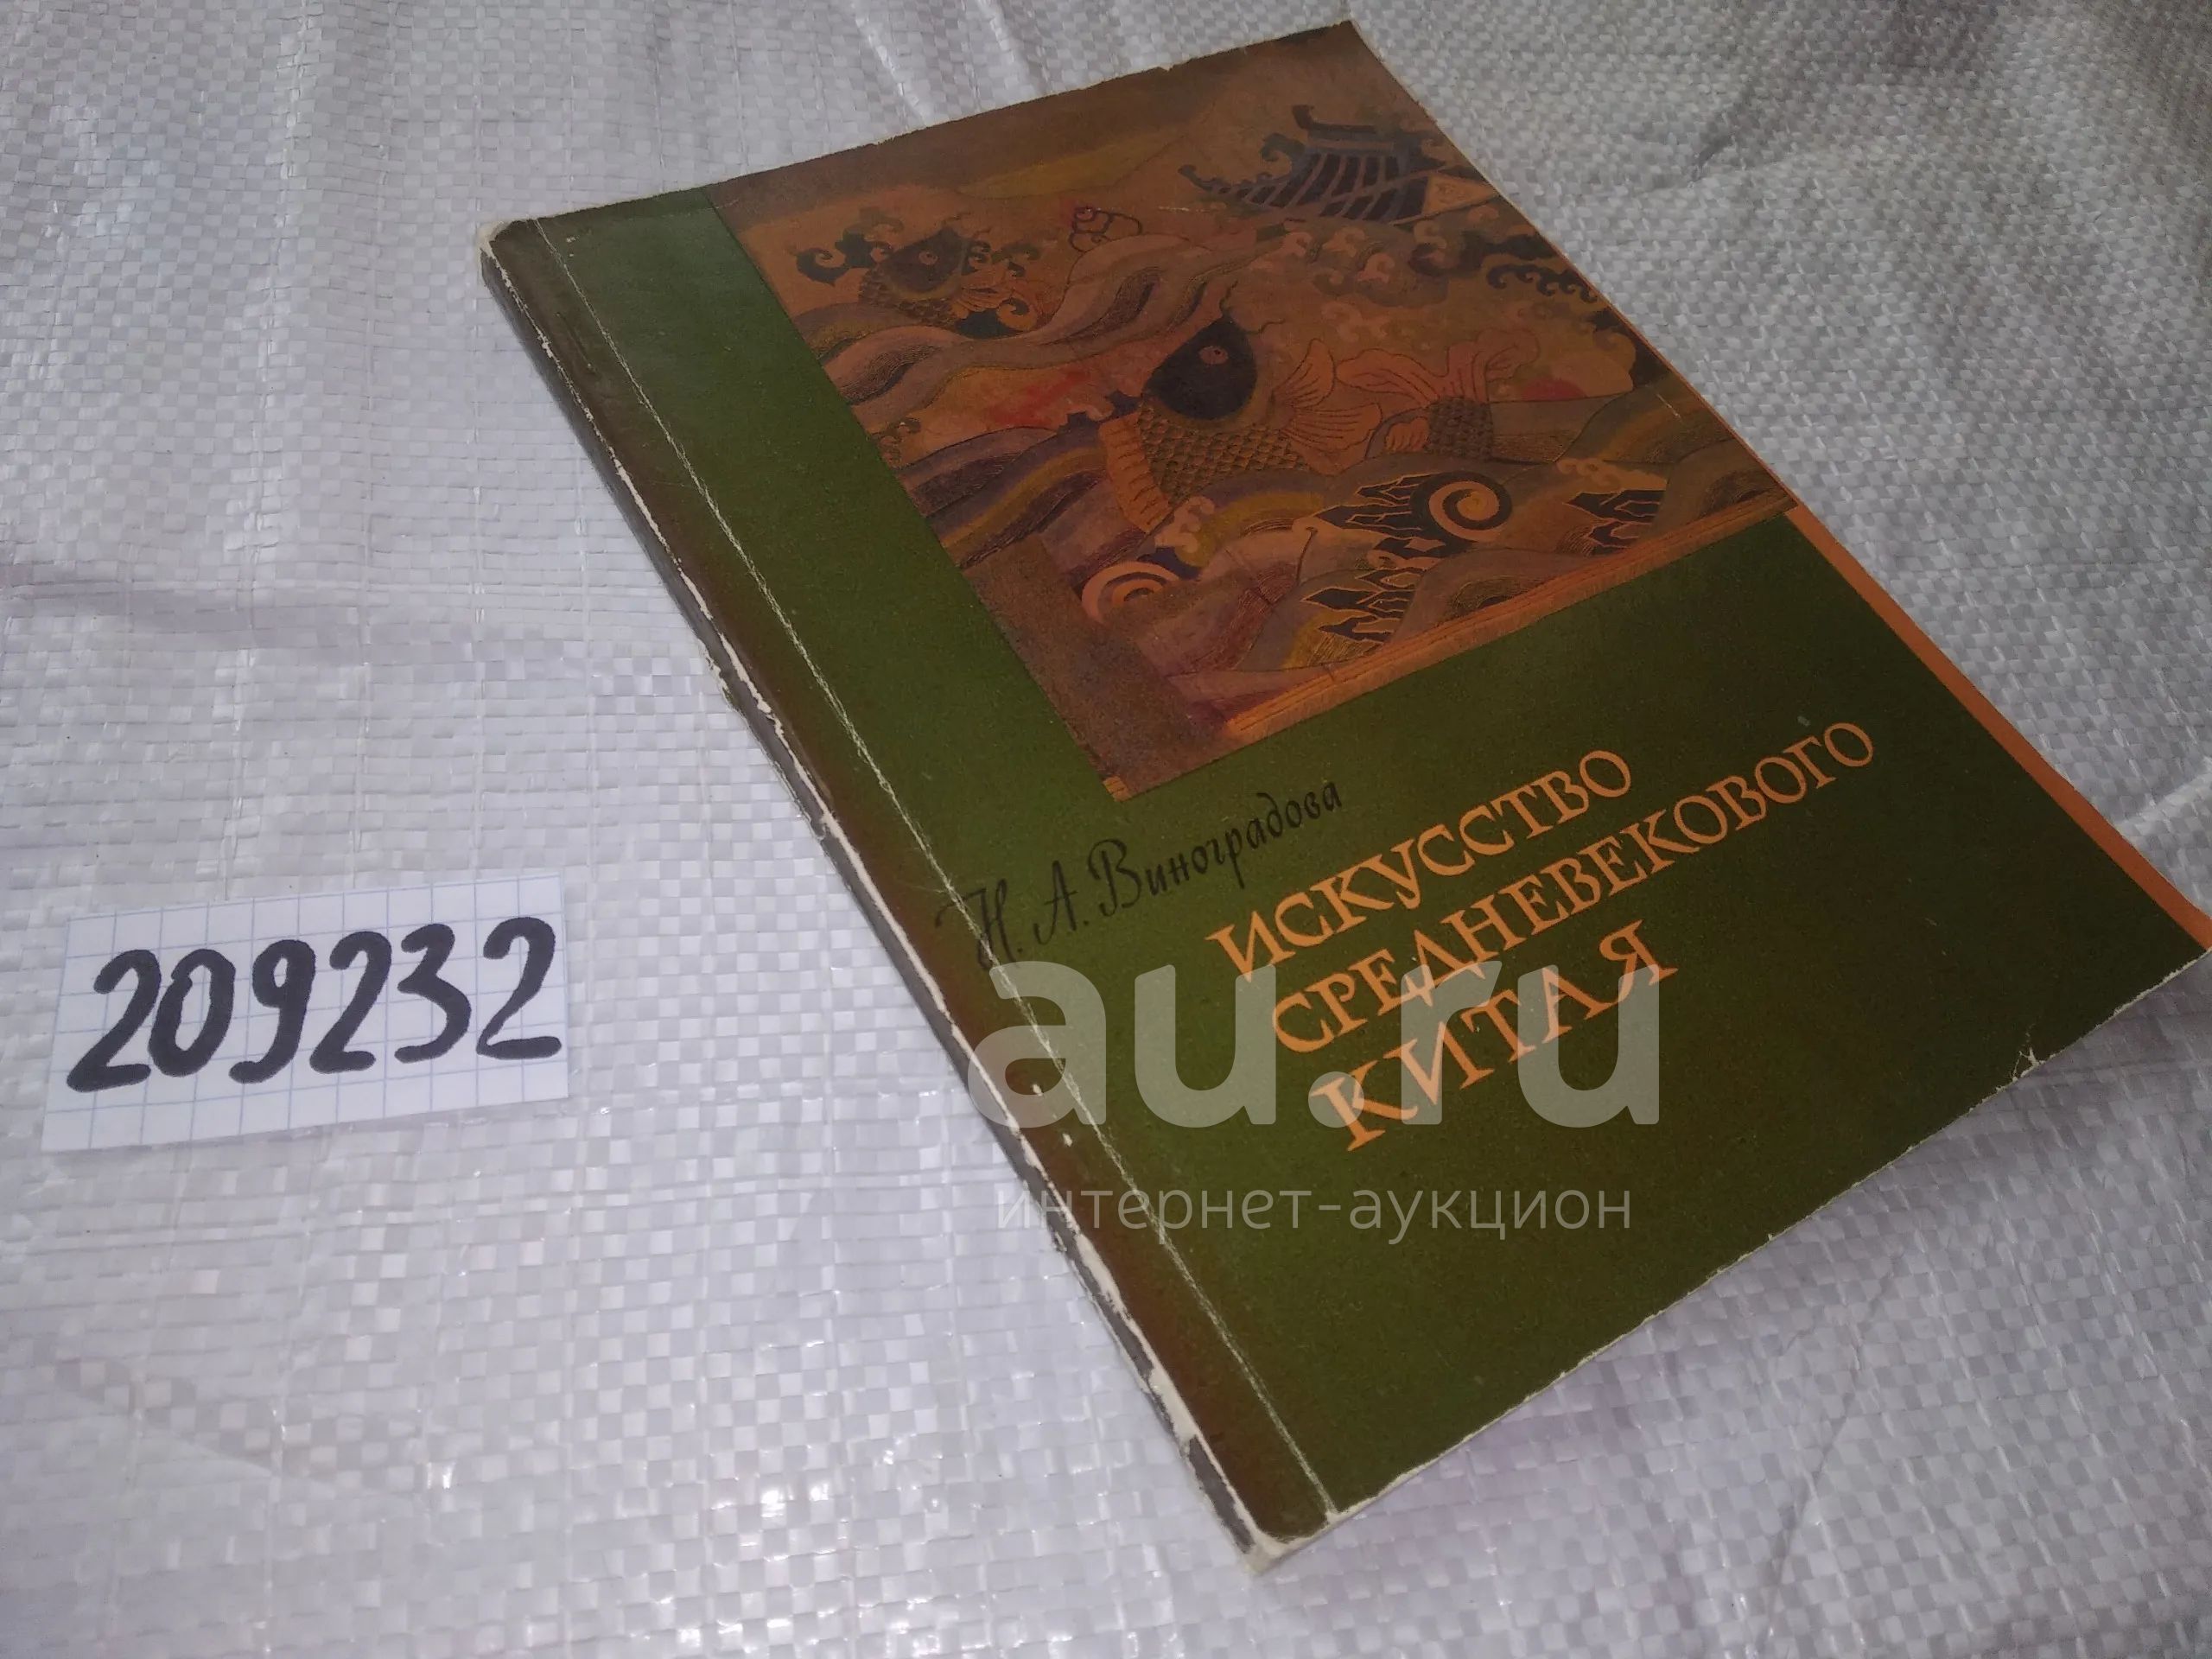 Н. А. Виноградова
ИСКУССТВО
СРЕДНЕВЕКОВОГО
КИТАЯ
209232
au.ru
интернет-аукцион